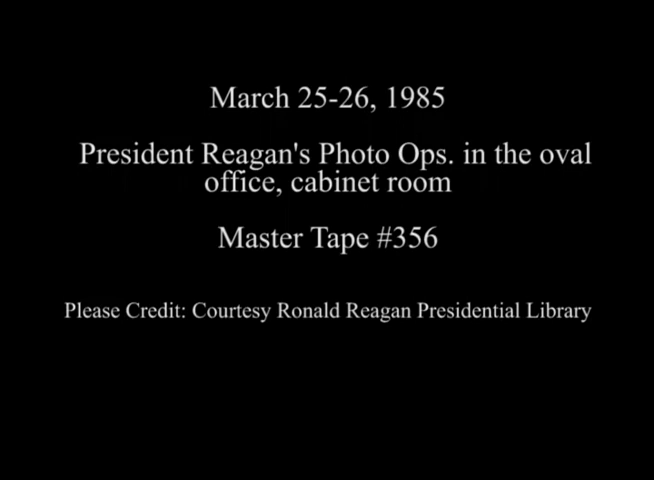 March 25-26, 1985
President Reagan's Photo Ops. in the oval
office, cabinet room
Master Tape #356
Please Credit: Courtesy Ronald Reagan Presidential Library